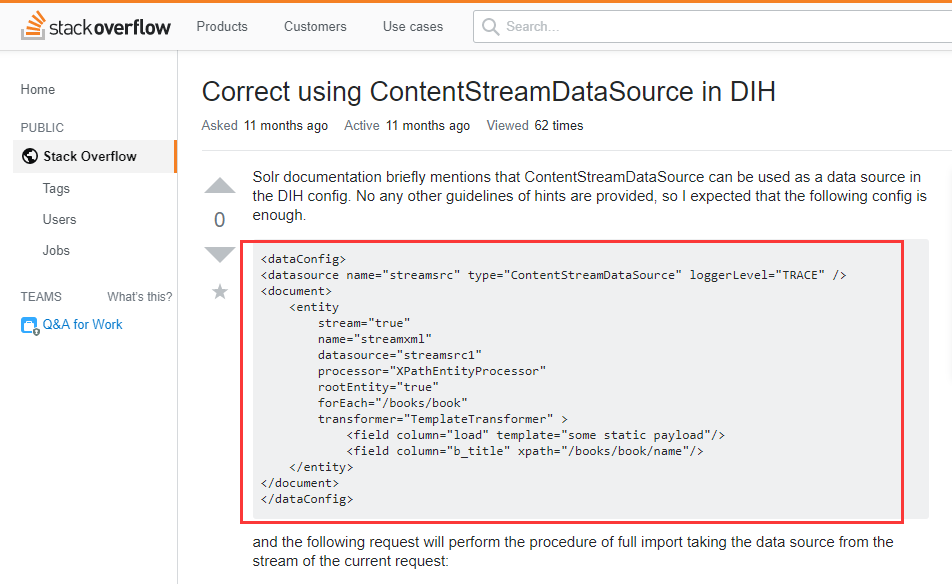 stackoverflow Products Customers Use cases Search...
Home
PUBLIC
Stack Overflow
Tags
Users
Jobs
TEAMS What's this?
Q&A for Work
Correct using ContentStreamDataSource in DIH
Asked 11 months ago Active 11 months ago Viewed 62 times
0
Solr documentation briefly mentions that ContentStreamDataSource can be used as a data source in
the DIH config. No any other guidelines of hints are provided, so I expected that the following config is
enough.
<dataConfig>
<datasource name="streamsrc" type="ContentStreamDataSource" loggerLevel="TRACE" />
<document>
    <entity
        stream="true"
        name="streamxml"
        datasource="streamsrc1"
        processor="XPathEntityProcessor"
        rootEntity="true"
        forEach="/books/book"
        transformer="TemplateTransformer" >
            <field column="load" template="some static payload"/>
            <field column="b_title" xpath="/books/book/name"/>
    </entity>
</document>
</dataConfig>
and the following request will perform the procedure of full import taking the data source from the
stream of the current request: